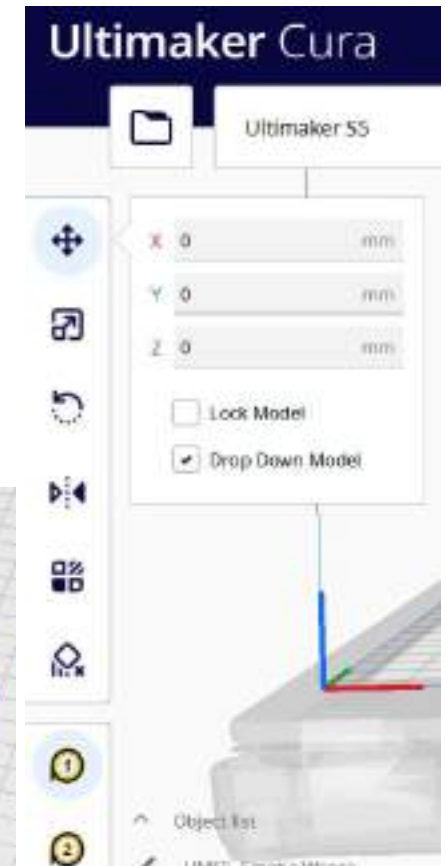 Ultimaker Cura
Ultimaker S5
X 0 mm
Y 0 mm
Z 0 mm
Lock Model
Drop Down Model
1
2
Object list